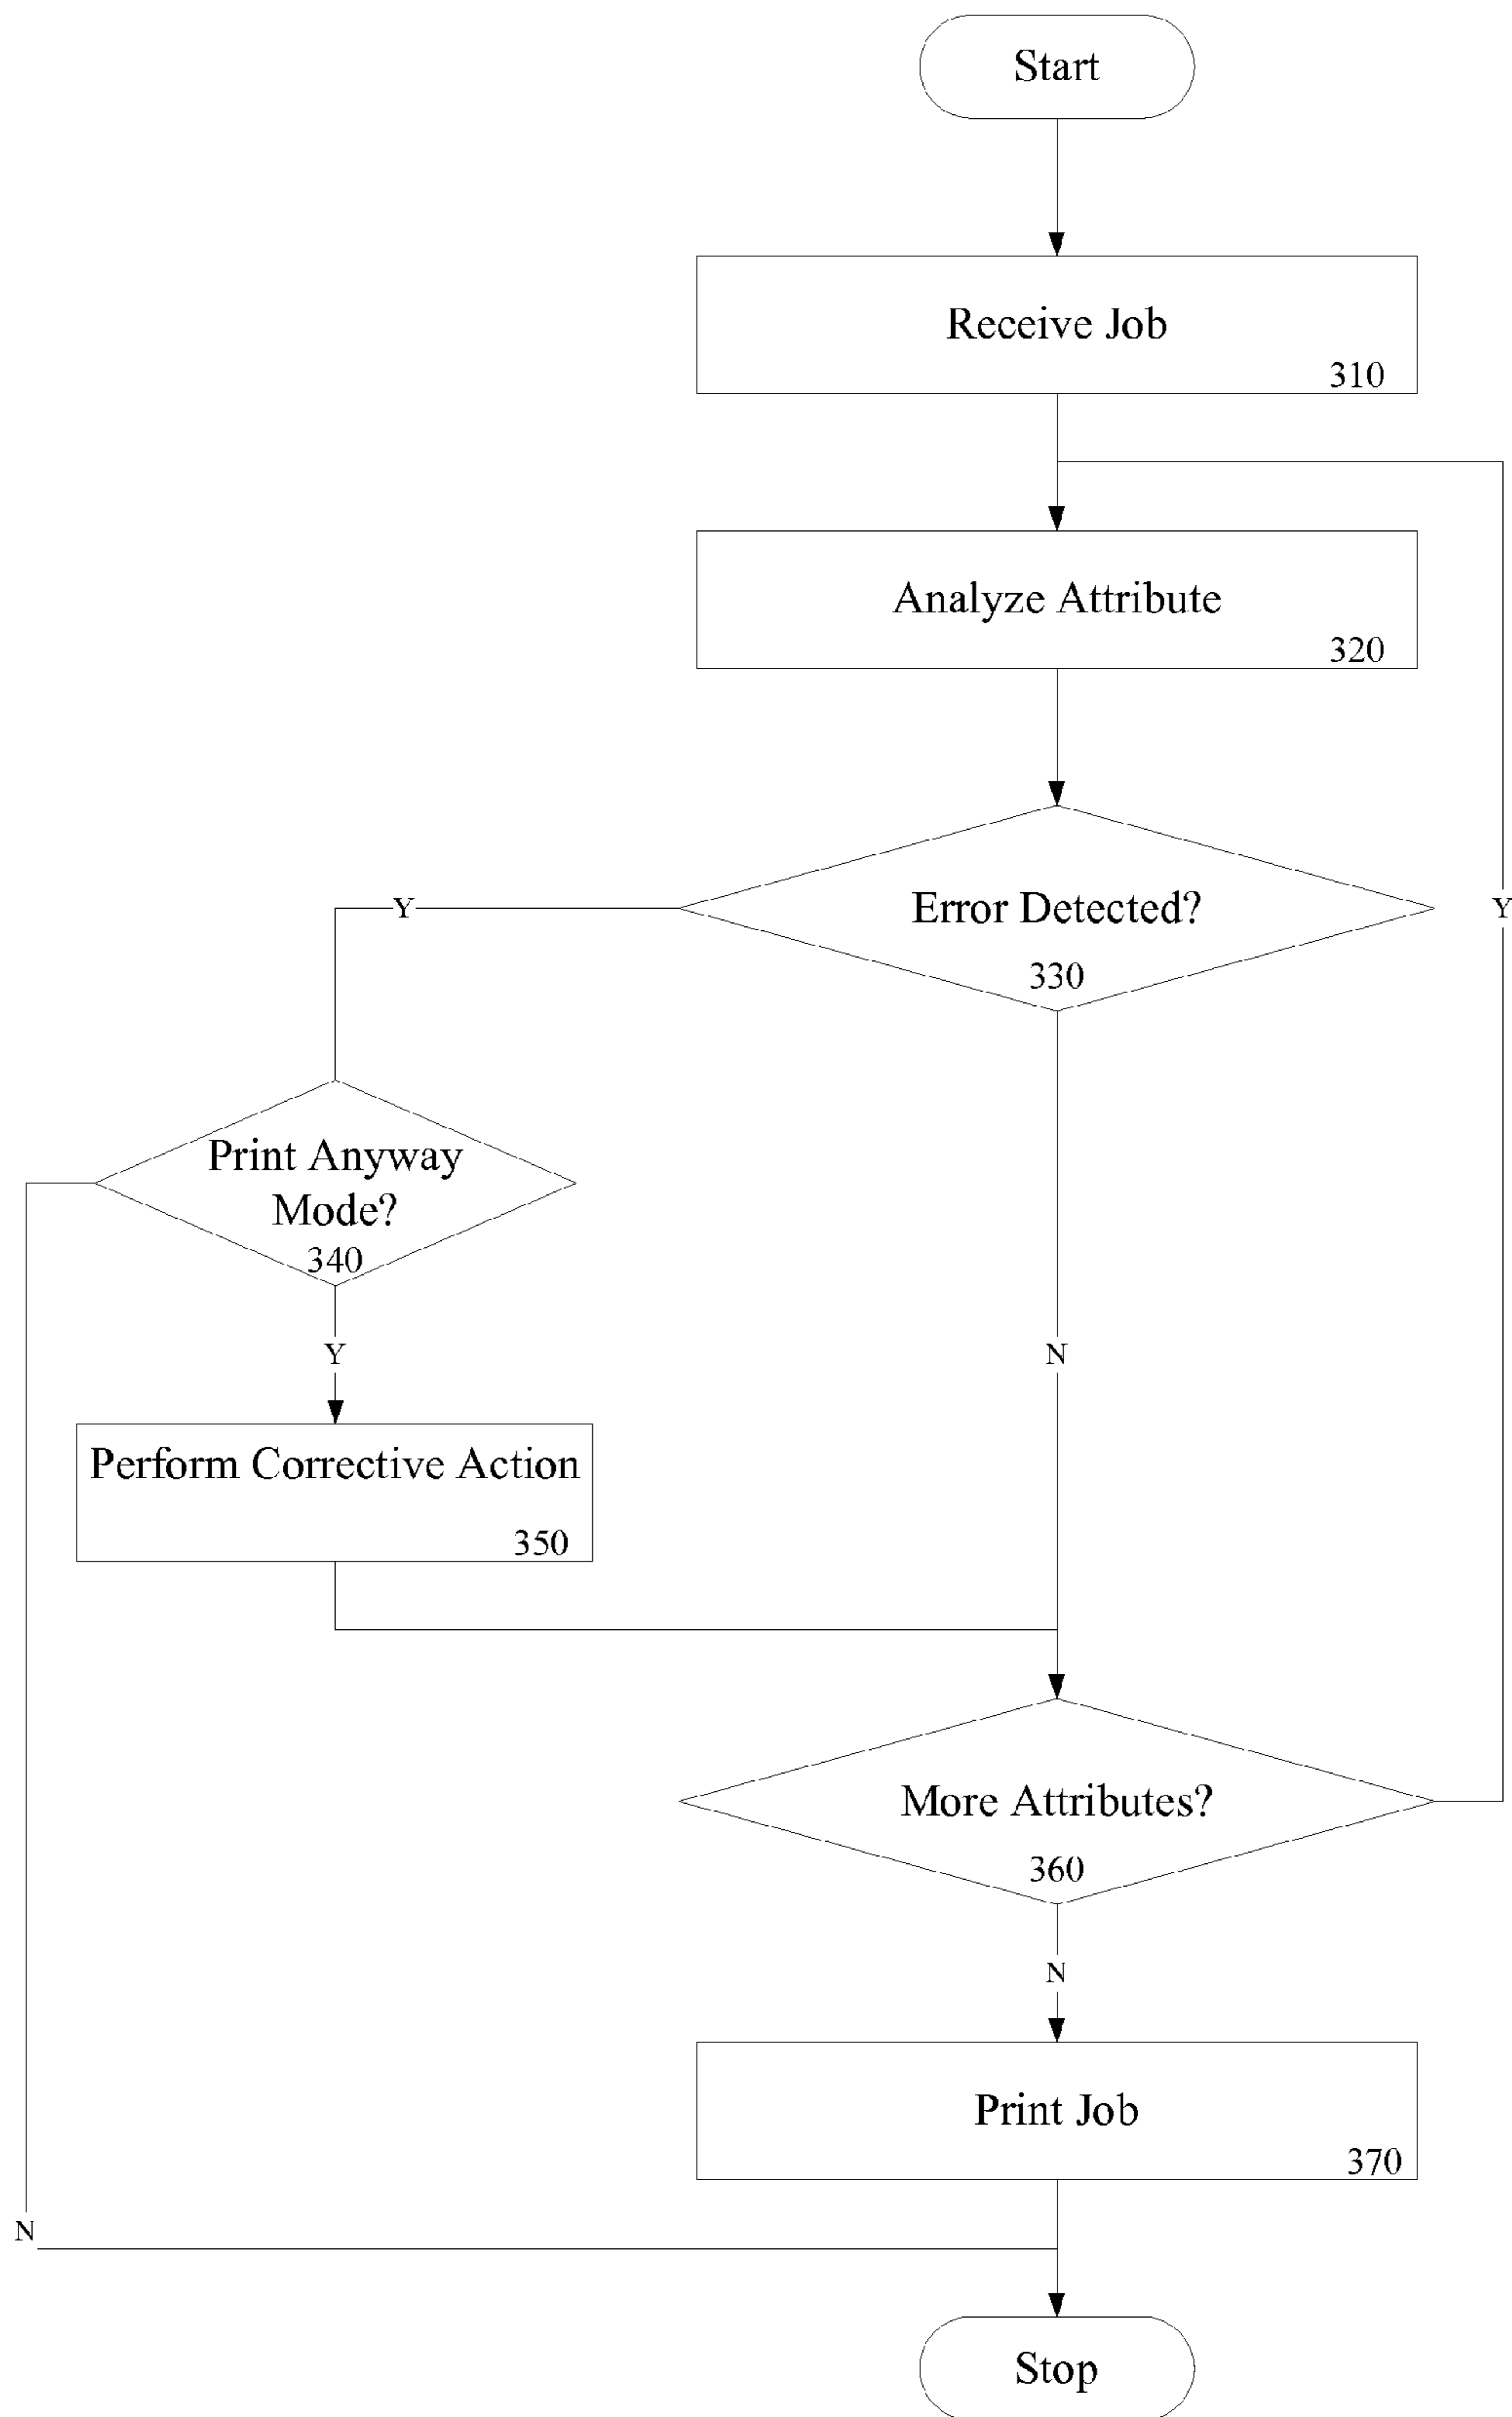 Start
Receive Job
310
Analyze Attribute
320
Error Detected?
330
Y
Y
Print Anyway
Mode?
340
Y
N
Perform Corrective Action
350
More Attributes?
360
N
Print Job
370
N
Stop